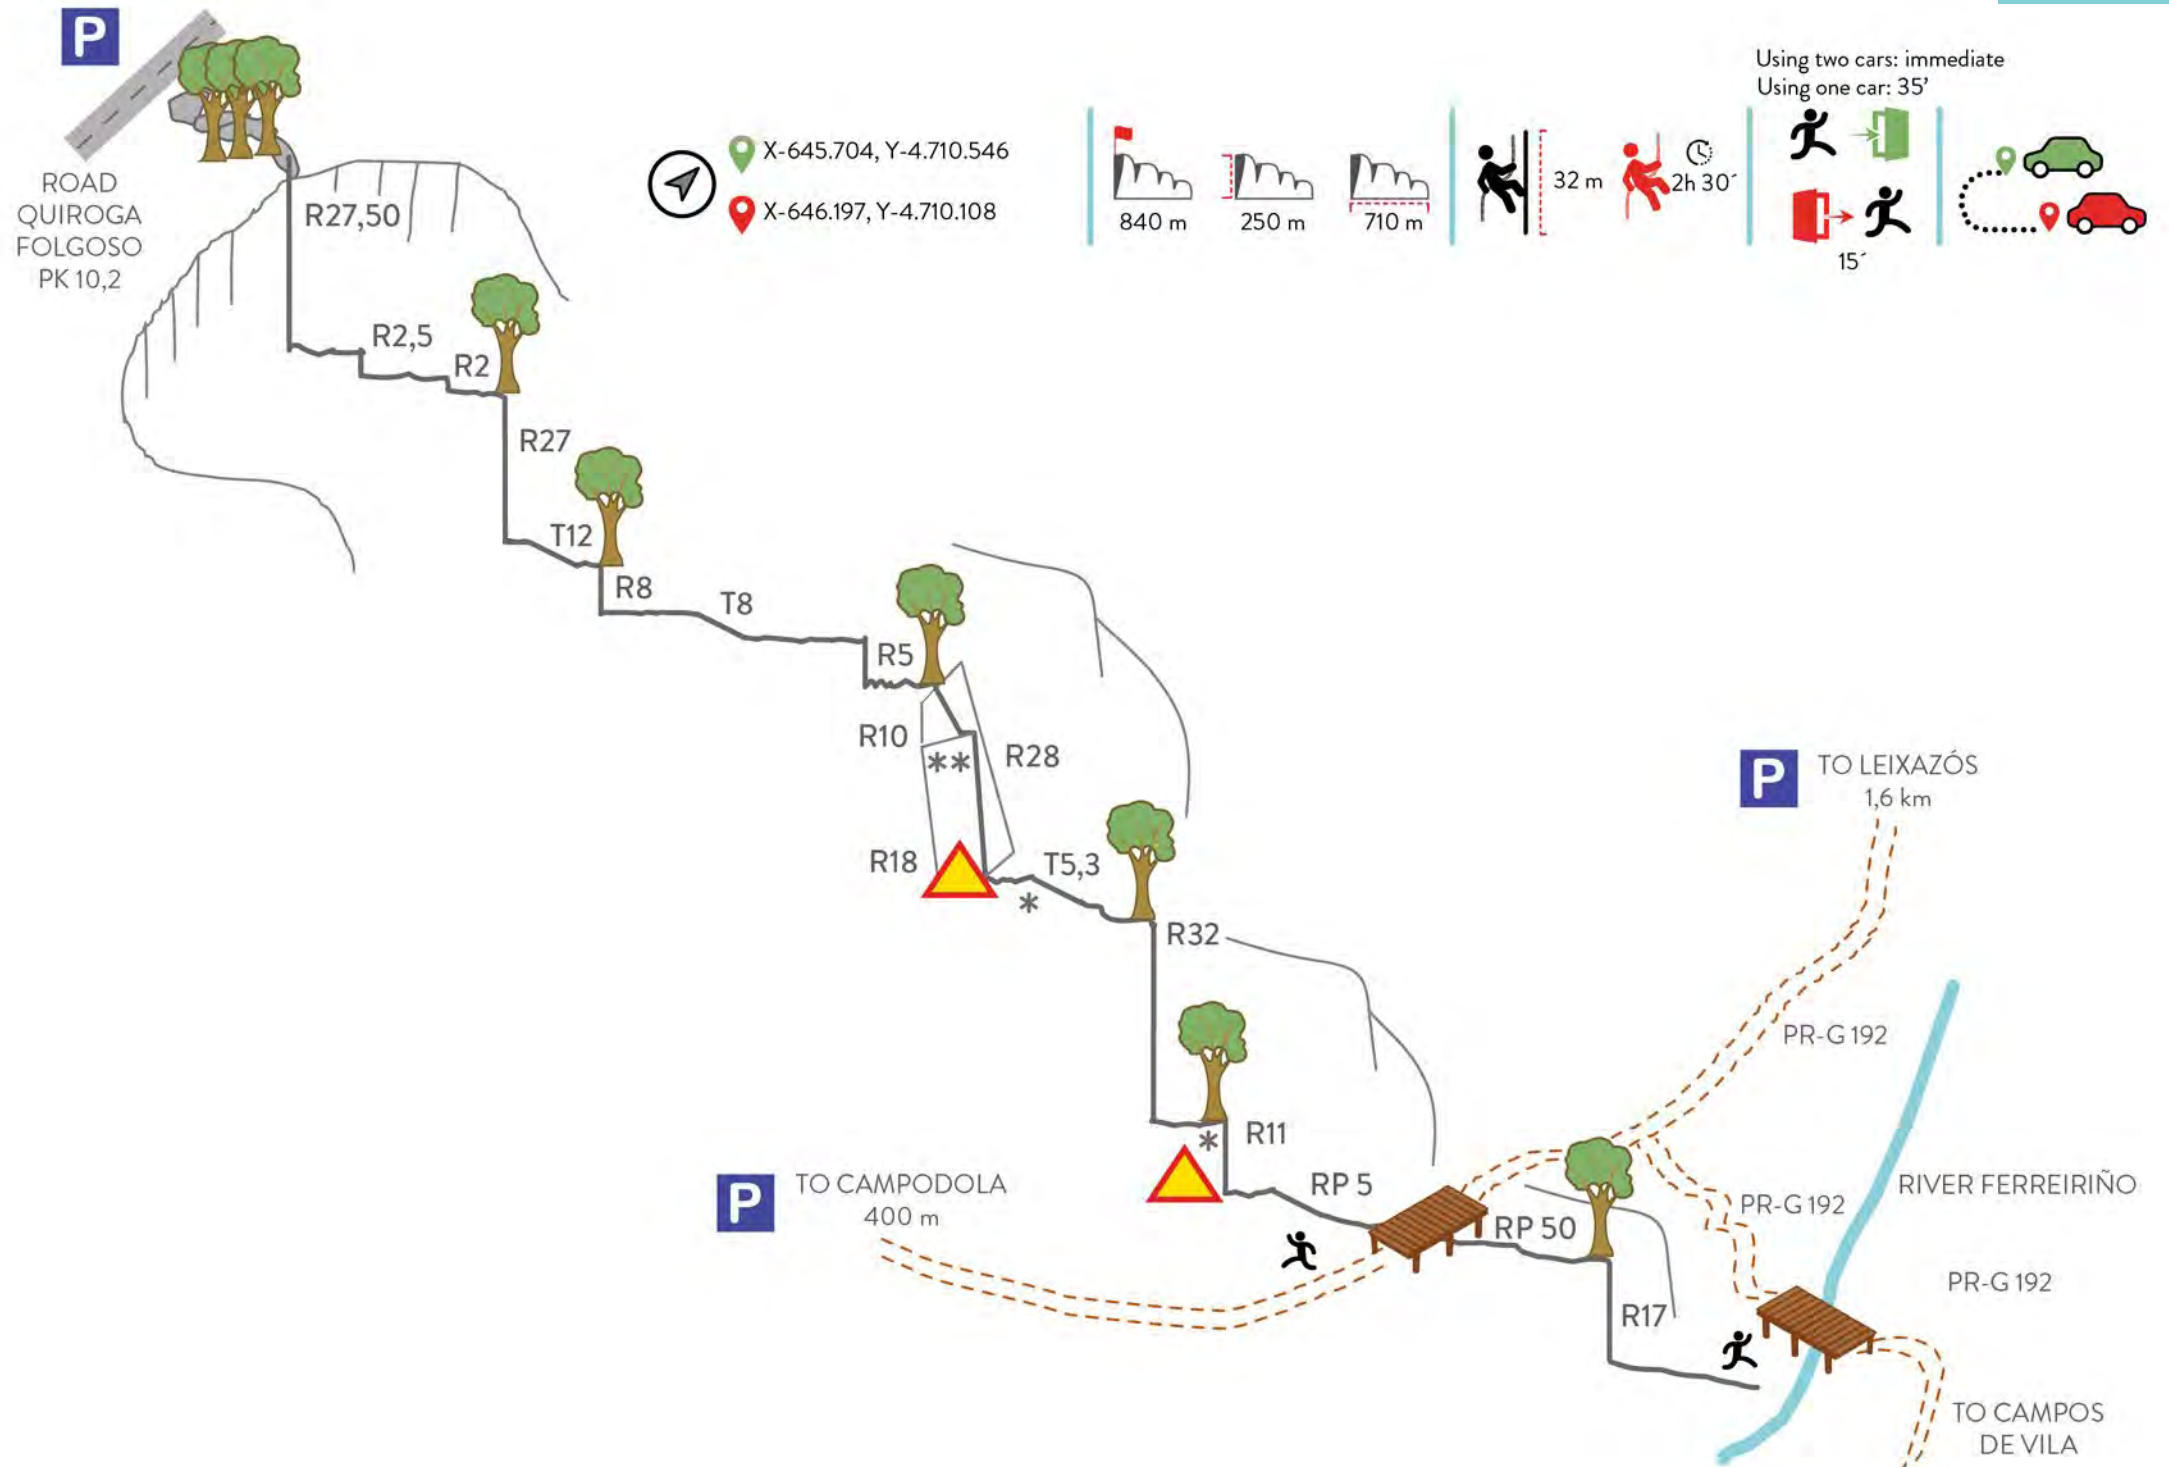 P
ROAD
QUIROGA
FOLGOSO
PK 10,2
X-645.704, Y-4.710.546
X-646.197, Y-4.710.108
840 m
250 m
710 m
32 m
2h 30´
Using two cars: immediate
Using one car: 35’
15´
R27,50
R2,5
R2
R27
T12
R8
T8
R5
R10
**
R28
R18
T5,3
*
R32
*
R11
RP 5
RP 50
R17
P
TO LEIXAZÓS
1,6 km
PR-G 192
PR-G 192
RIVER FERREIRIÑO
PR-G 192
P
TO CAMPODOLA
400 m
TO CAMPOS
DE VILA